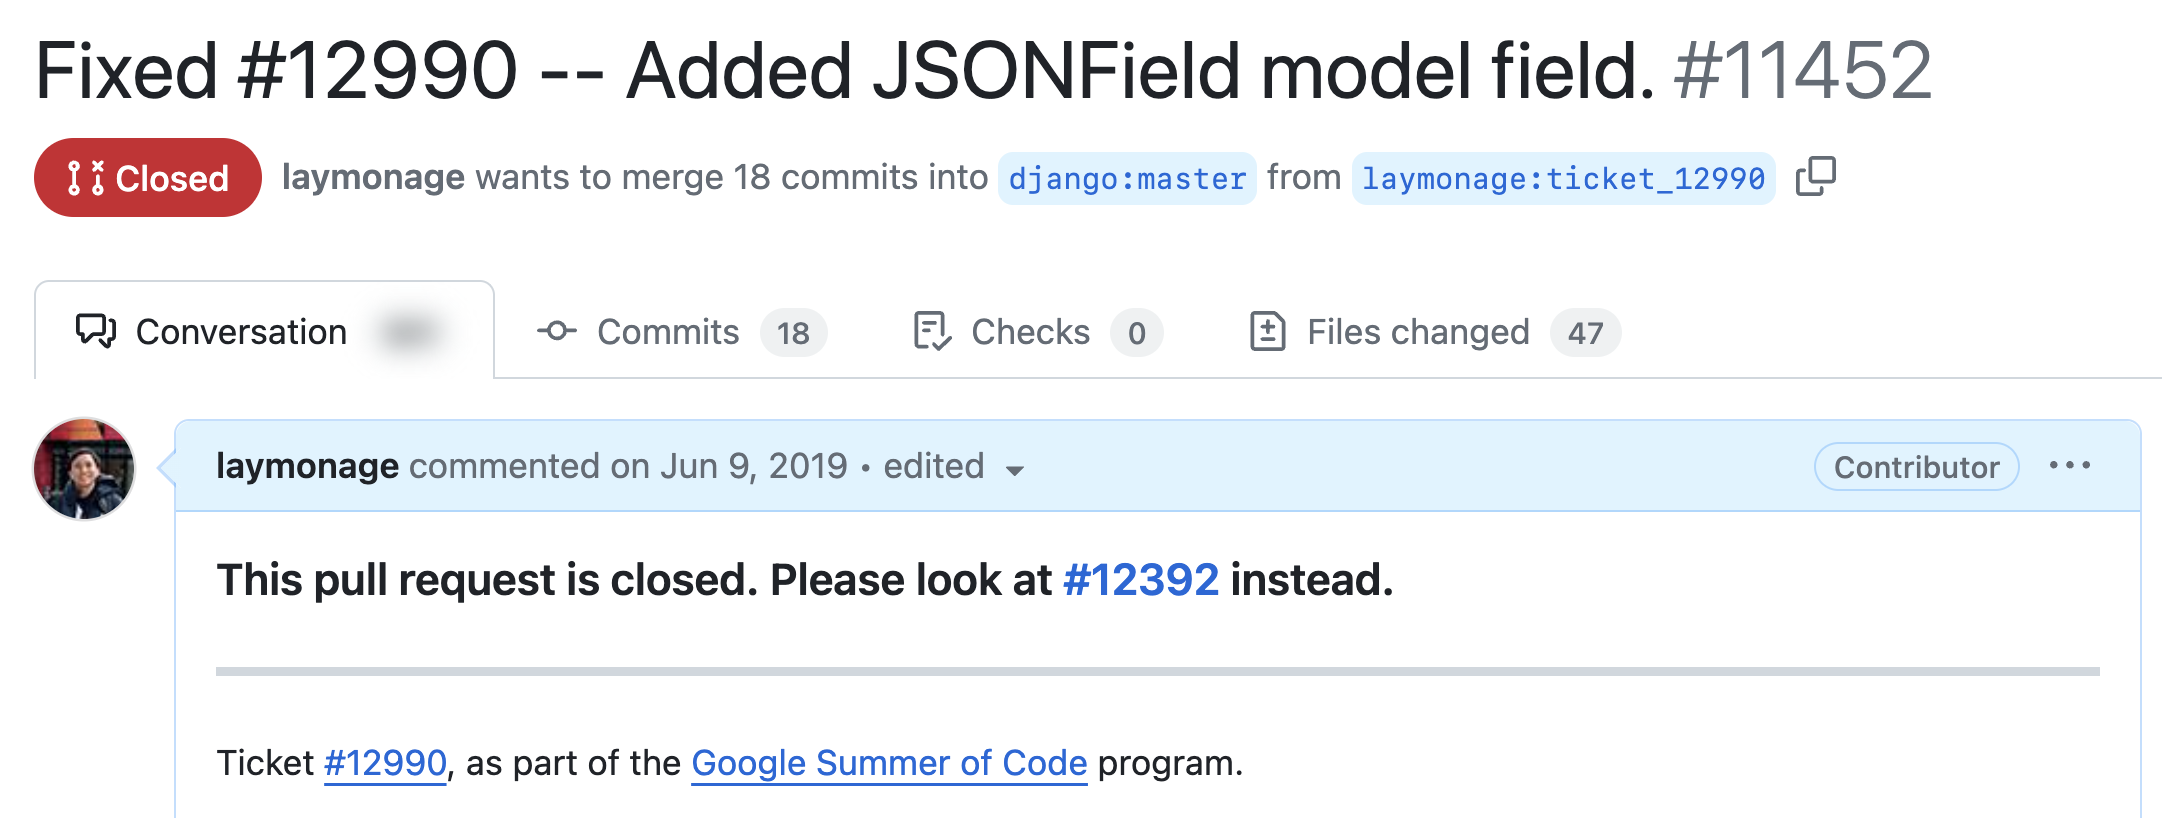 Fixed #12990 -- Added JSONField model field. #11452
Closed laymonage wants to merge 18 commits into django:master from laymonage:ticket_12990
Conversation Commits 18 Checks 0 Files changed 47
laymonage commented on Jun 9, 2019 • edited Contributor
This pull request is closed. Please look at #12392 instead.
Ticket #12990, as part of the Google Summer of Code program.